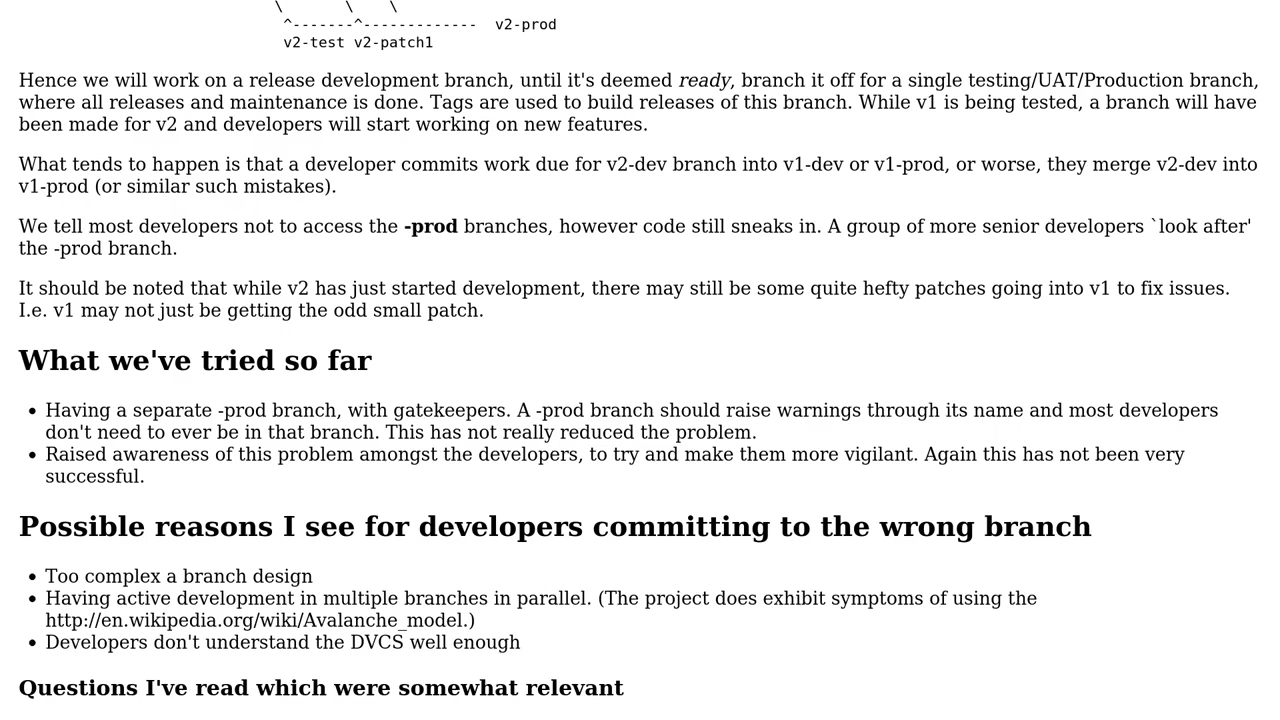 \ \ \
^-------^------------- v2-prod
v2-test v2-patch1
Hence we will work on a release development branch, until it's deemed ready, branch it off for a single testing/UAT/Production branch,
where all releases and maintenance is done. Tags are used to build releases of this branch. While v1 is being tested, a branch will have
been made for v2 and developers will start working on new features.
What tends to happen is that a developer commits work due for v2-dev branch into v1-dev or v1-prod, or worse, they merge v2-dev into
v1-prod (or similar such mistakes).
We tell most developers not to access the -prod branches, however code still sneaks in. A group of more senior developers `look after'
the -prod branch.
It should be noted that while v2 has just started development, there may still be some quite hefty patches going into v1 to fix issues.
I.e. v1 may not just be getting the odd small patch.
What we've tried so far
• Having a separate -prod branch, with gatekeepers. A -prod branch should raise warnings through its name and most developers
don't need to ever be in that branch. This has not really reduced the problem.
• Raised awareness of this problem amongst the developers, to try and make them more vigilant. Again this has not been very
successful.
Possible reasons I see for developers committing to the wrong branch
• Too complex a branch design
• Having active development in multiple branches in parallel. (The project does exhibit symptoms of using the
http://en.wikipedia.org/wiki/Avalanche_model.)
• Developers don't understand the DVCS well enough
Questions I've read which were somewhat relevant